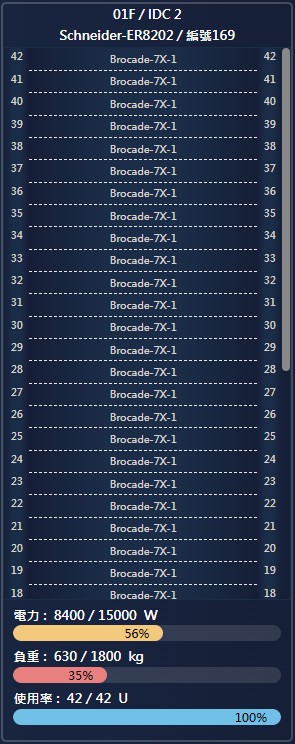 01F / IDC 2
Schneider-ER8202 / 編號169
42 Brocade-7X-1 42
41 Brocade-7X-1 41
40 Brocade-7X-1 40
39 Brocade-7X-1 39
38 Brocade-7X-1 38
37 Brocade-7X-1 37
36 Brocade-7X-1 36
35 Brocade-7X-1 35
34 Brocade-7X-1 34
33 Brocade-7X-1 33
32 Brocade-7X-1 32
31 Brocade-7X-1 31
30 Brocade-7X-1 30
29 Brocade-7X-1 29
28 Brocade-7X-1 28
27 Brocade-7X-1 27
26 Brocade-7X-1 26
25 Brocade-7X-1 25
24 Brocade-7X-1 24
23 Brocade-7X-1 23
22 Brocade-7X-1 22
21 Brocade-7X-1 21
20 Brocade-7X-1 20
19 Brocade-7X-1 19
18 Brocade-7X-1 18
電力 : 8400 / 15000 W
56%
負重 : 630 / 1800 kg
35%
使用率 : 42 / 42 U
100%